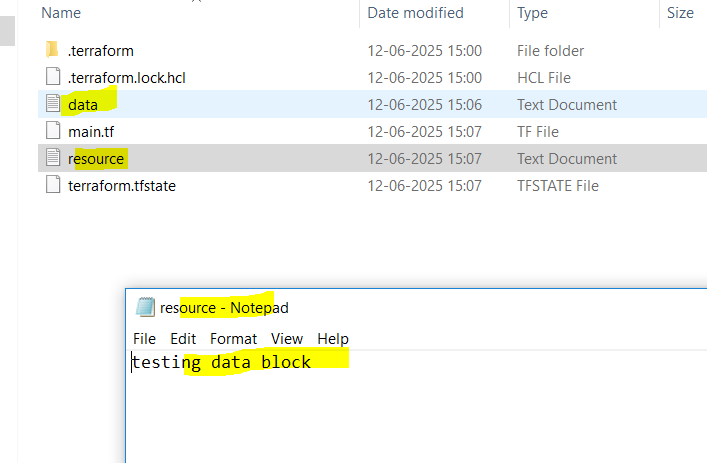 Name Date modified Type Size
.terraform 12-06-2025 15:00 File folder
.terraform.lock.hcl 12-06-2025 15:00 HCL File
data 12-06-2025 15:06 Text Document
main.tf 12-06-2025 15:07 TF File
resource 12-06-2025 15:07 Text Document
terraform.tfstate 12-06-2025 15:07 TFSTATE File
resource - Notepad
File Edit Format View Help
testing data block